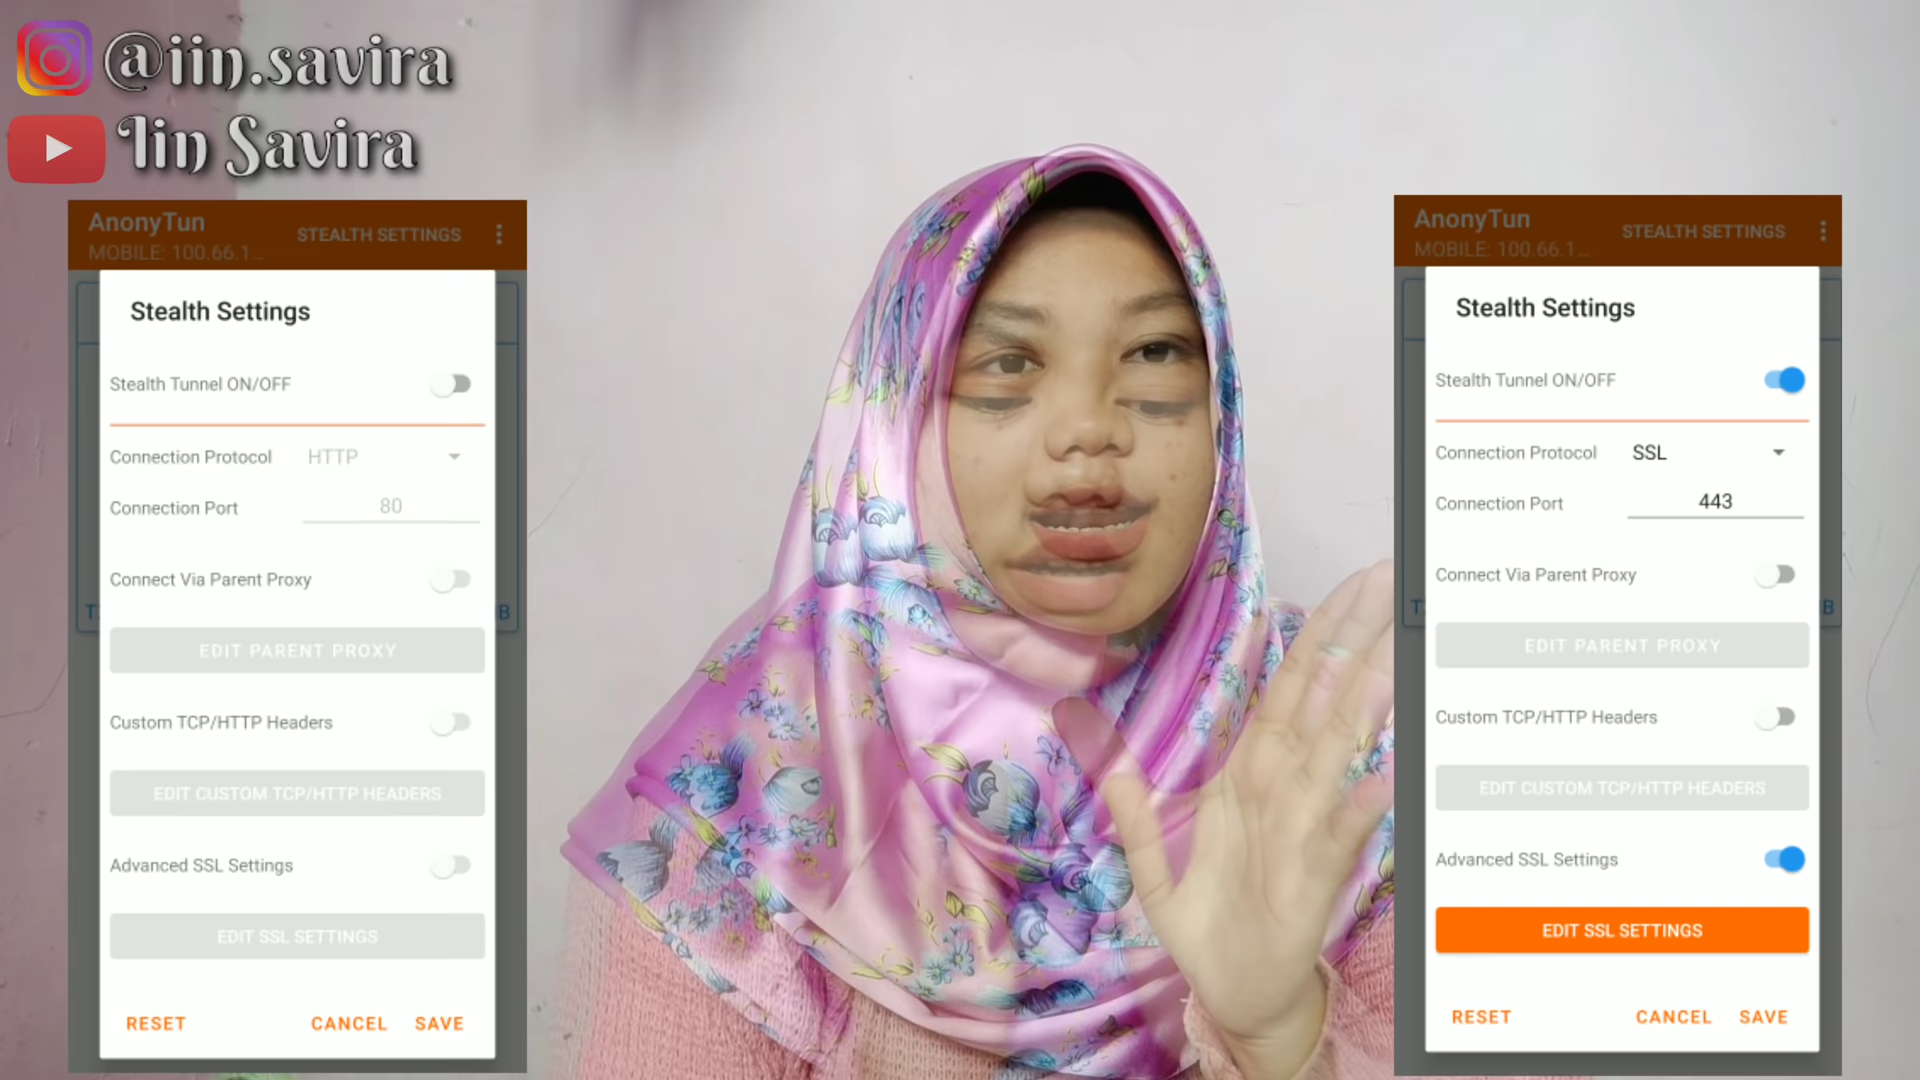 @iin.savira
Iin Savira
AnonyTun
MOBILE: 100.66.1...
STEALTH SETTINGS
Stealth Settings
Stealth Tunnel ON/OFF
Connection Protocol HTTP
Connection Port 80
Connect Via Parent Proxy
T
B
EDIT PARENT PROXY
Custom TCP/HTTP Headers
EDIT CUSTOM TCP/HTTP HEADERS
Advanced SSL Settings
EDIT SSL SETTINGS
RESET CANCEL SAVE
AnonyTun
MOBILE: 100.66.1...
STEALTH SETTINGS
Stealth Settings
Stealth Tunnel ON/OFF
Connection Protocol SSL
Connection Port 443
Connect Via Parent Proxy
T
B
EDIT PARENT PROXY
Custom TCP/HTTP Headers
EDIT CUSTOM TCP/HTTP HEADERS
Advanced SSL Settings
EDIT SSL SETTINGS
RESET CANCEL SAVE